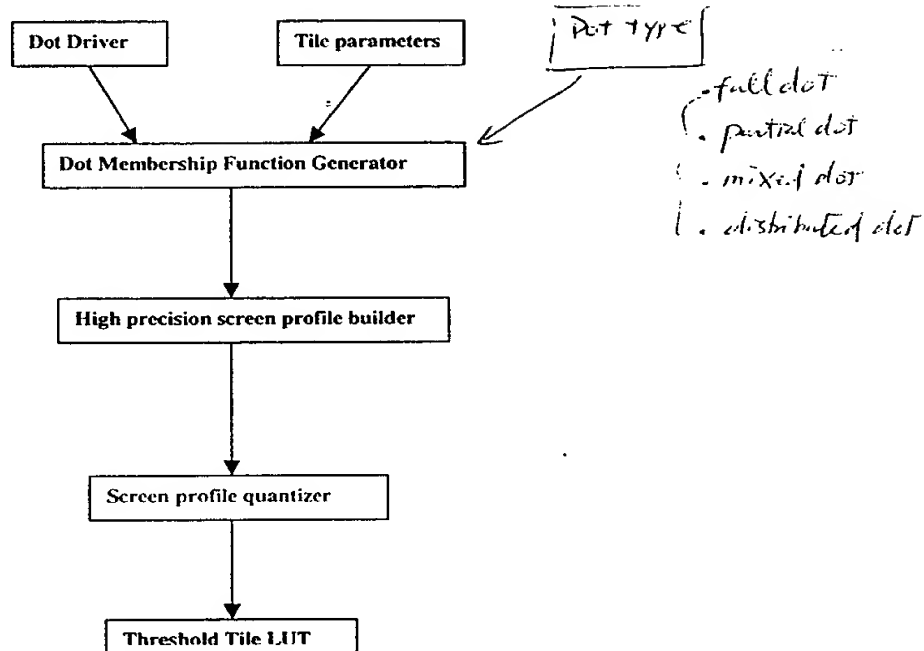 Dot Driver
Tile parameters
Dot type
• full dot
• partial dot
• mixed dot
• distributed dot
Dot Membership Function Generator
High precision screen profile builder
Screen profile quantizer
Threshold Tile LUT